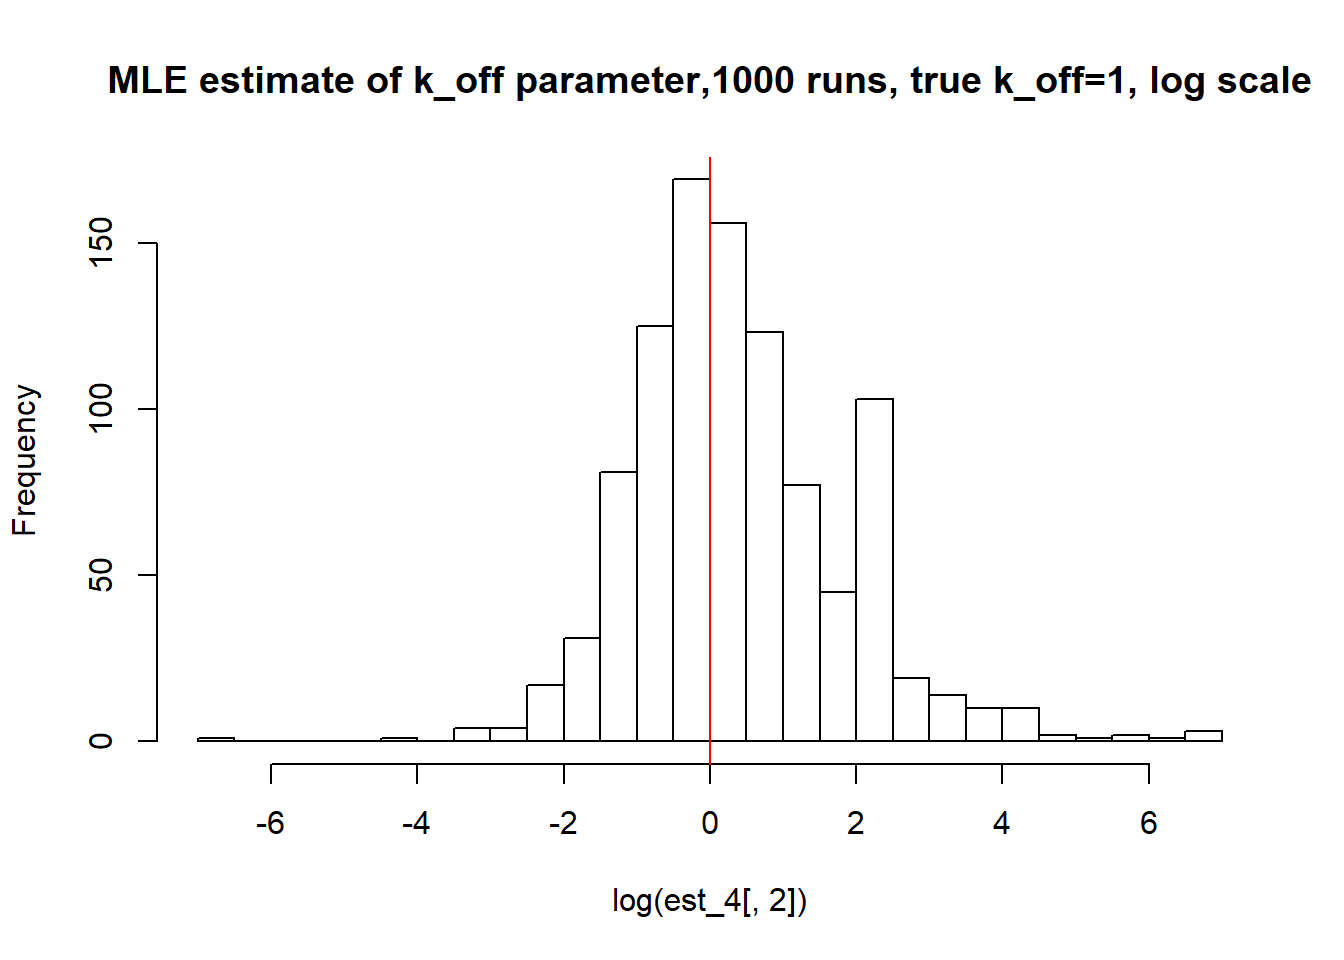 MLE estimate of k_off parameter,1000 runs, true k_off=1, log scale
Frequency
150
100
50
0
-6 -4 -2 0 2 4 6
log(est_4[, 2])